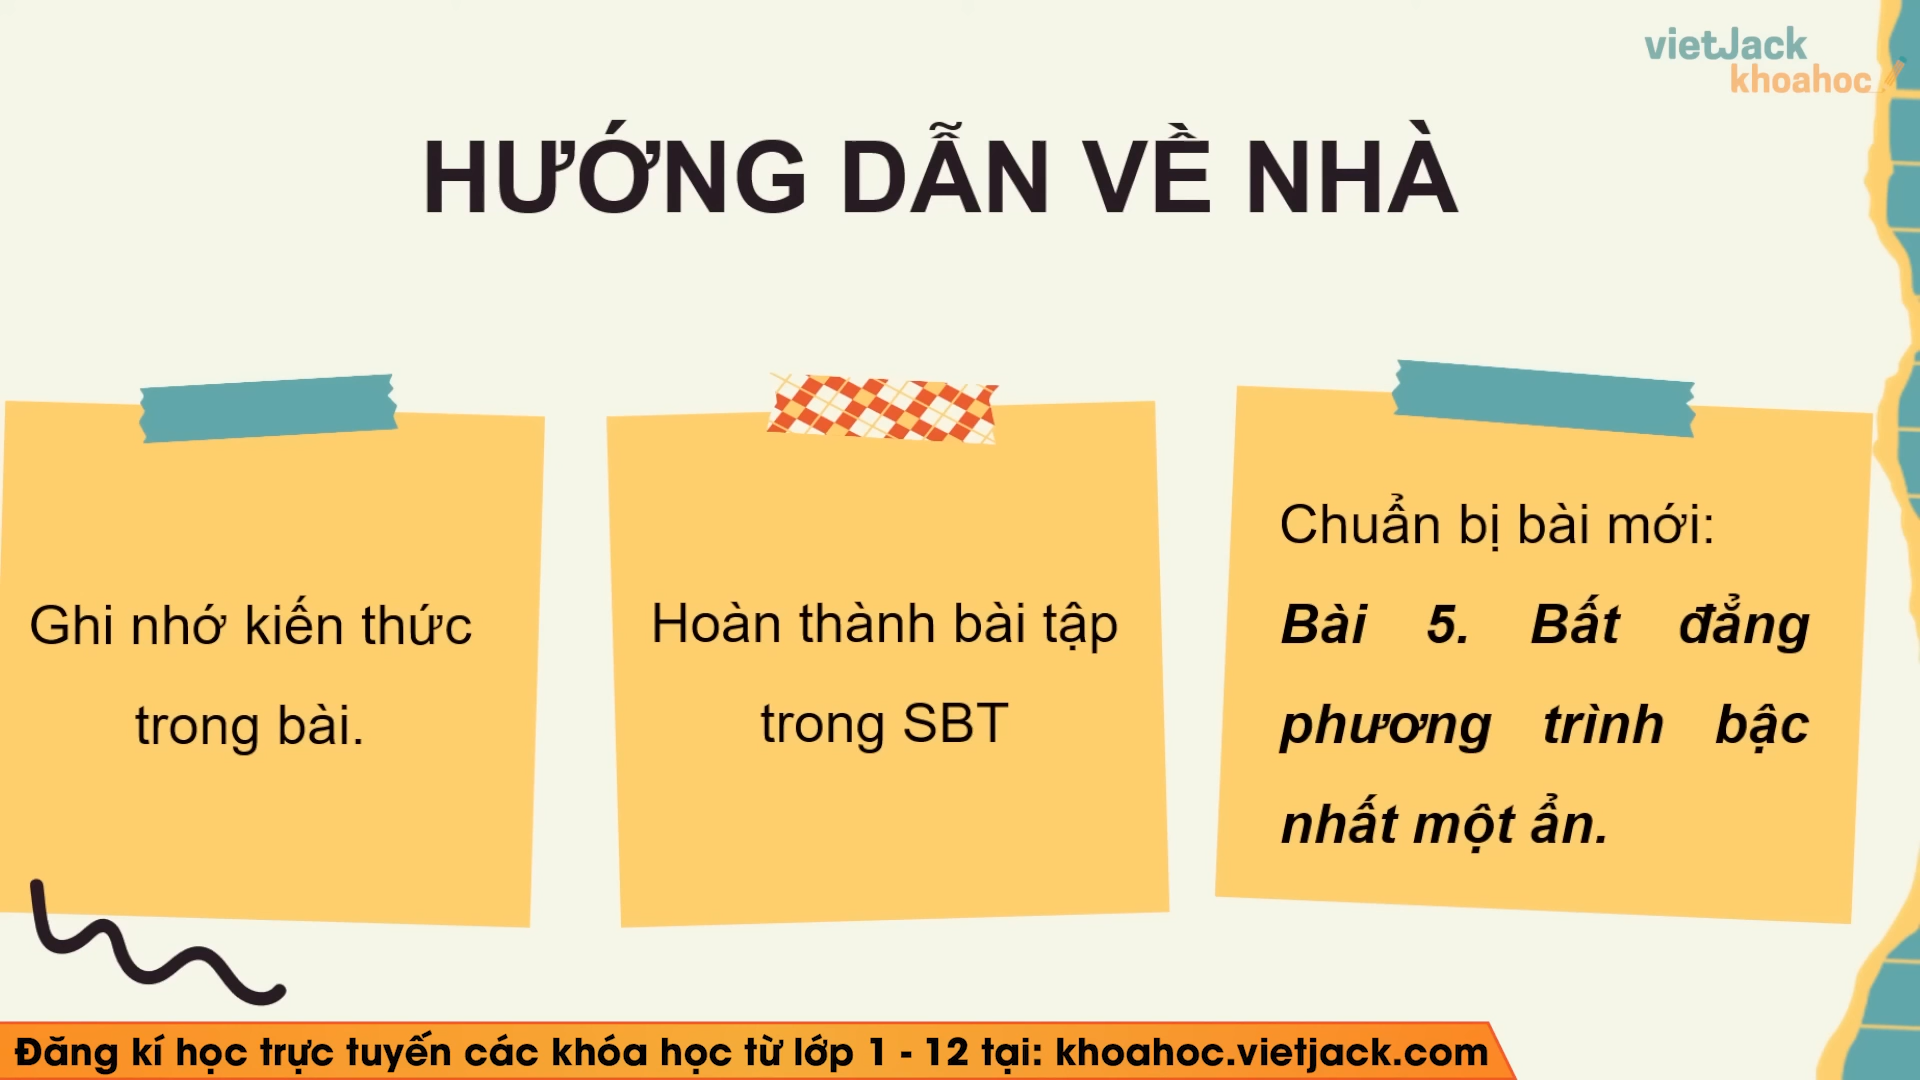 vietJack
khoahoc
HƯỚNG DẪN VỀ NHÀ
Ghi nhớ kiến thức
trong bài.
Hoàn thành bài tập
trong SBT
Chuẩn bị bài mới:
Bài 5. Bất đẳng
phương trình bậc
nhất một ẩn.
Đăng kí học trực tuyến các khóa học từ lớp 1 - 12 tại: khoahoc.vietjack.com